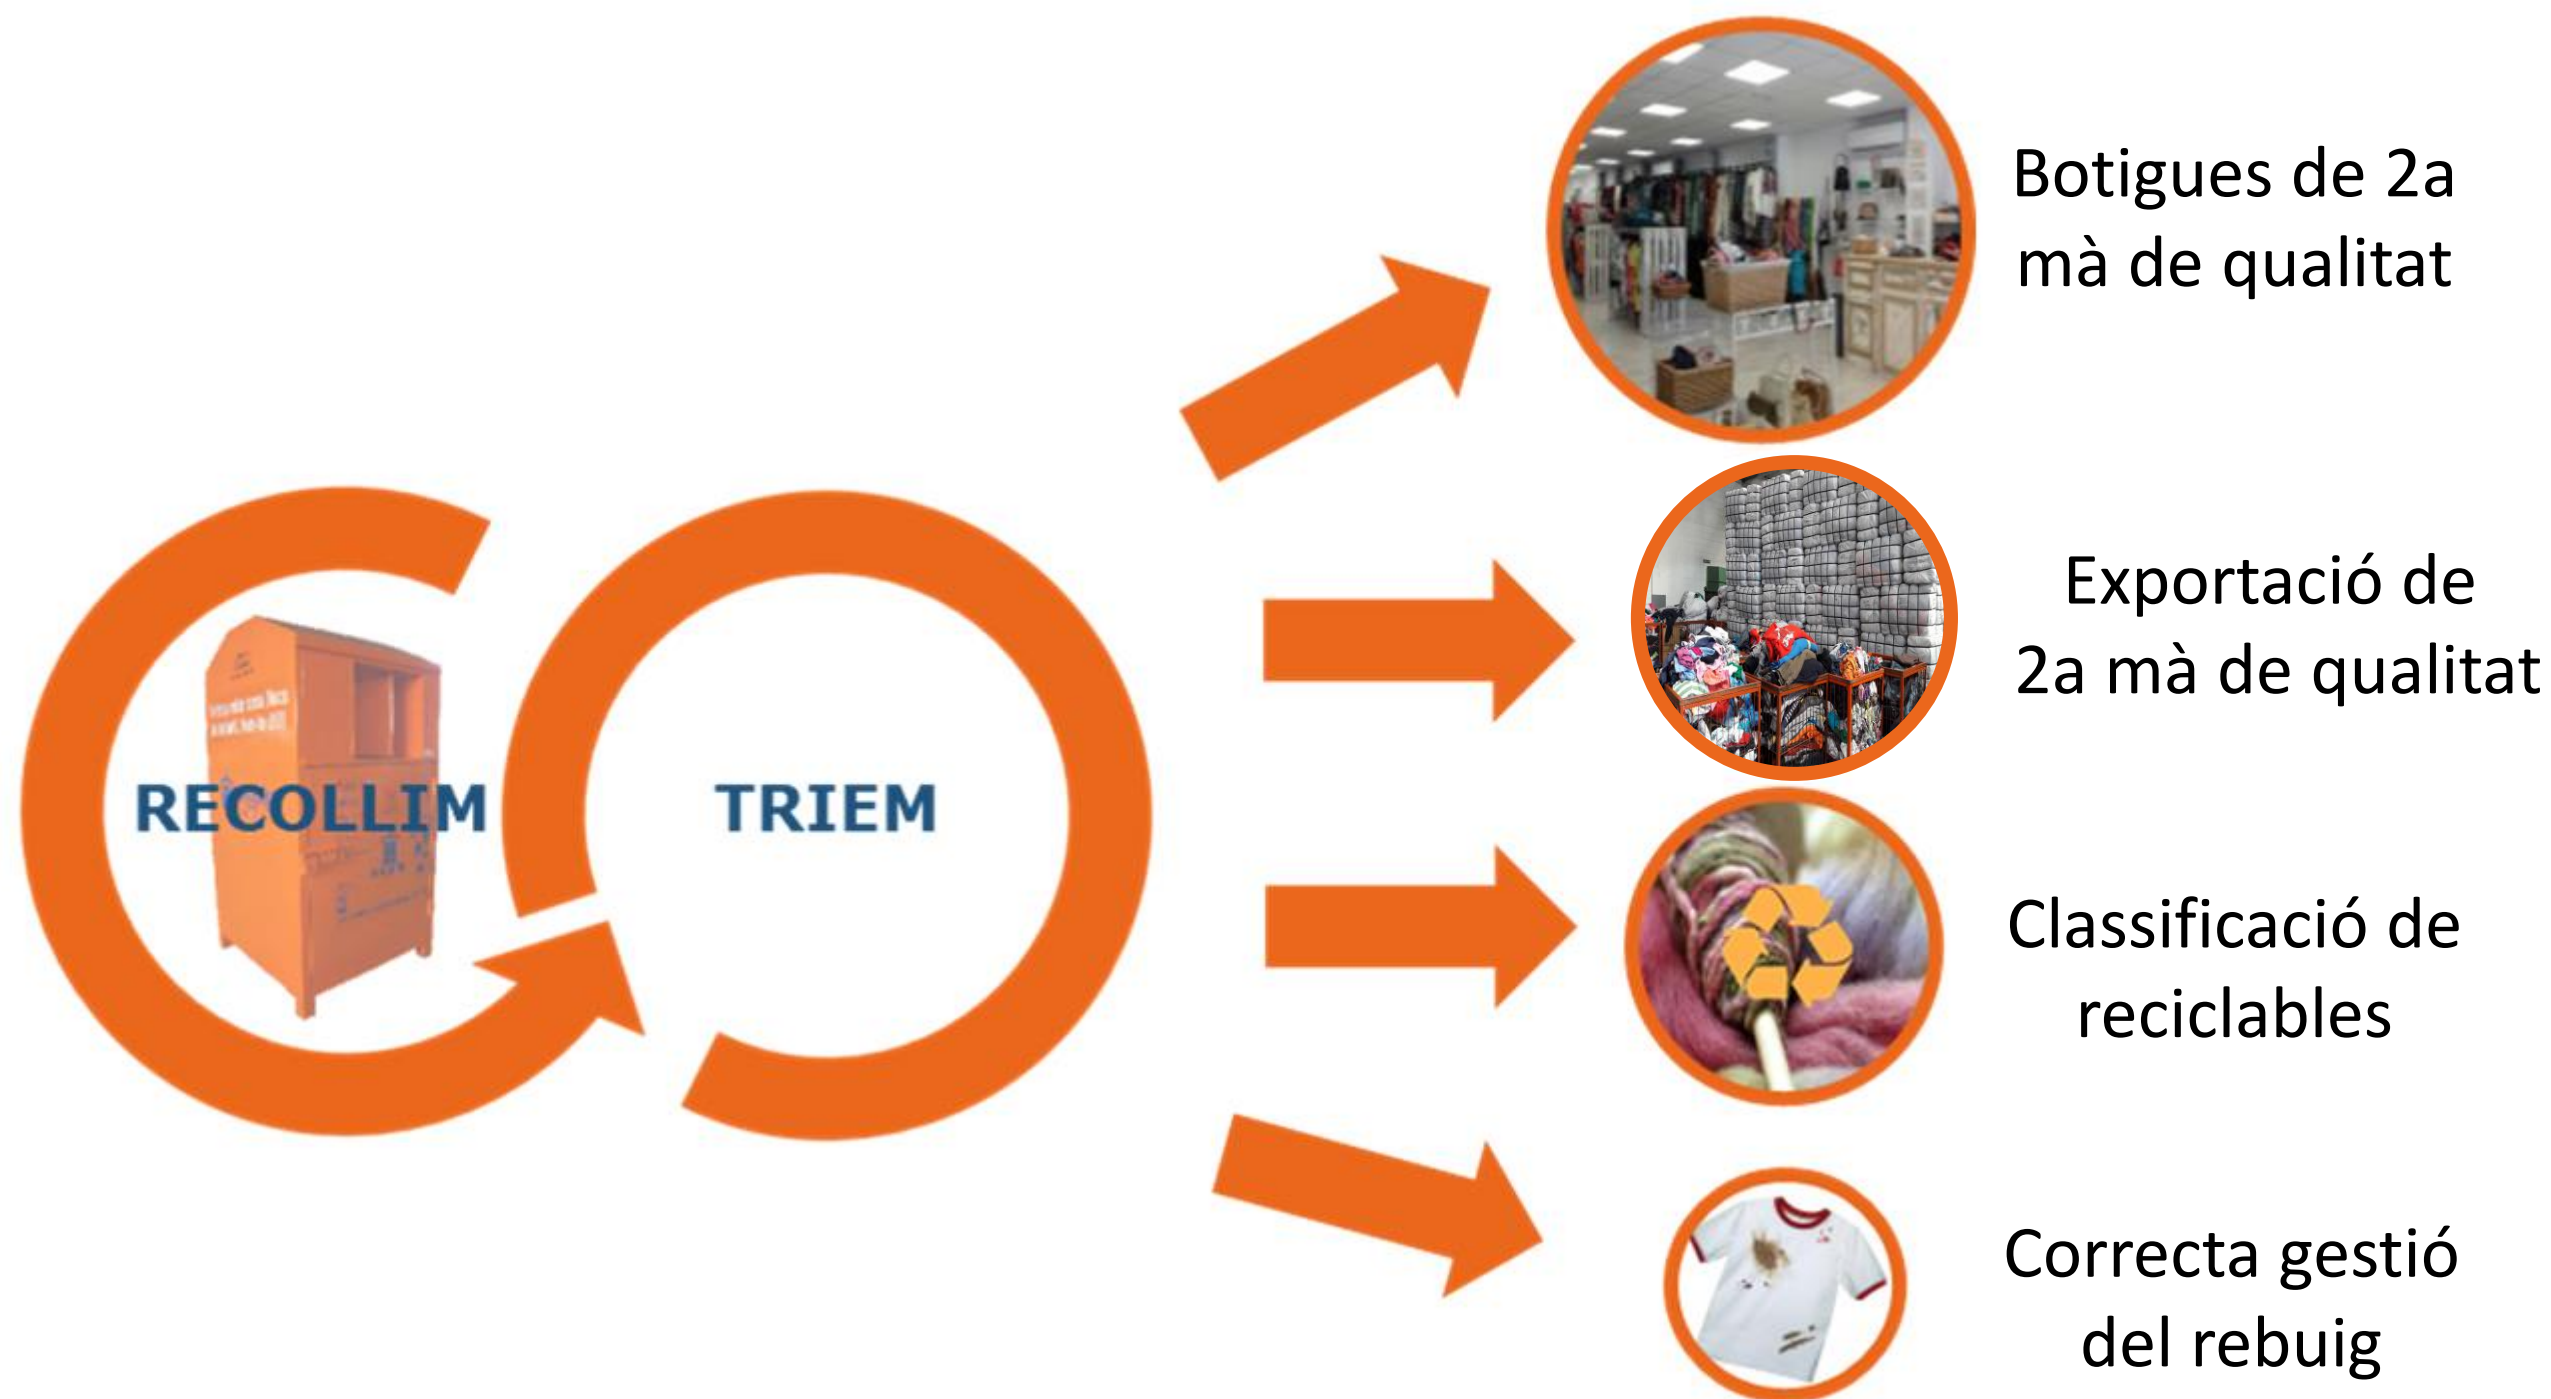 RECOLLIM
TRIEM
Botigues de 2a
mà de qualitat
Exportació de
2a mà de qualitat
Classificació de
reciclables
Correcta gestió
del rebuig